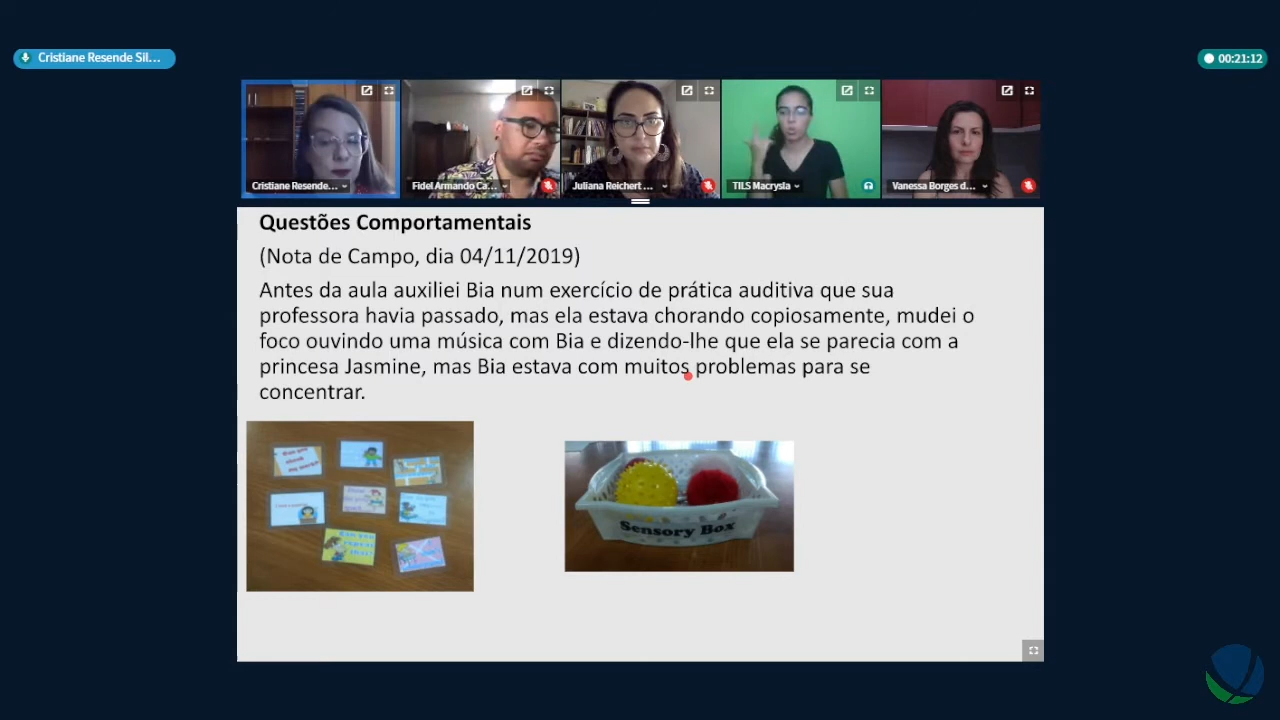 Cristiane Resende Sil...
00:21:12
Cristiane Resende...
Fidel Armando Ca...
Juliana Reichert ...
TILS Macrysla
Vanessa Borges d...
Questões Comportamentais
(Nota de Campo, dia 04/11/2019)
Antes da aula auxiliei Bia num exercício de prática auditiva que sua
professora havia passado, mas ela estava chorando copiosamente, mudei o
foco ouvindo uma música com Bia e dizendo-lhe que ela se parecia com a
princesa Jasmine, mas Bia estava com muitos problemas para se
concentrar.
Sensory Box